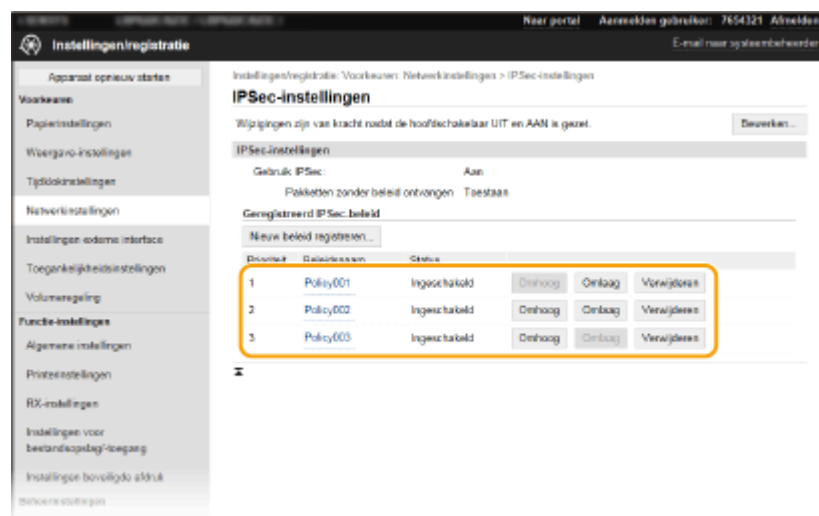 Naar portal Aanmelden gebruiker: 7654321 Afmelden
Instellingen/registratie
E-mail naar systeembeheerder
Apparaat opnieuw starten
Voorkeuren
Papierinstellingen
Weergave-instellingen
Tijdklokinstellingen
Netwerkinstellingen
Instellingen externe interface
Toegankelijkheidsinstellingen
Volumeregeling
Functie-instellingen
Algemene instellingen
Printerinstellingen
RX-instellingen
Instellingen voor
bestandsopslag/-toegang
Instellingen beveiligde afdruk
Beheerinstellingen
Instellingen/registratie: Voorkeuren: Netwerkinstellingen > IPSec-instellingen
IPSec-instellingen
Wijzigingen zijn van kracht nadat de hoofdschakelaar UIT en AAN is gezet.
Bewerken...
IPSec-instellingen
Gebruik IPSec: Aan
Pakketten zonder beleid ontvangen Toestaan
Geregistreerd IPSec-beleid
Nieuw beleid registreren...
Prioriteit Beleidsnaam Status
1 Policy001 Ingeschakeld Omhoog Omlaag Verwijderen
2 Policy002 Ingeschakeld Omhoog Omlaag Verwijderen
3 Policy003 Ingeschakeld Omhoog Omlaag Verwijderen